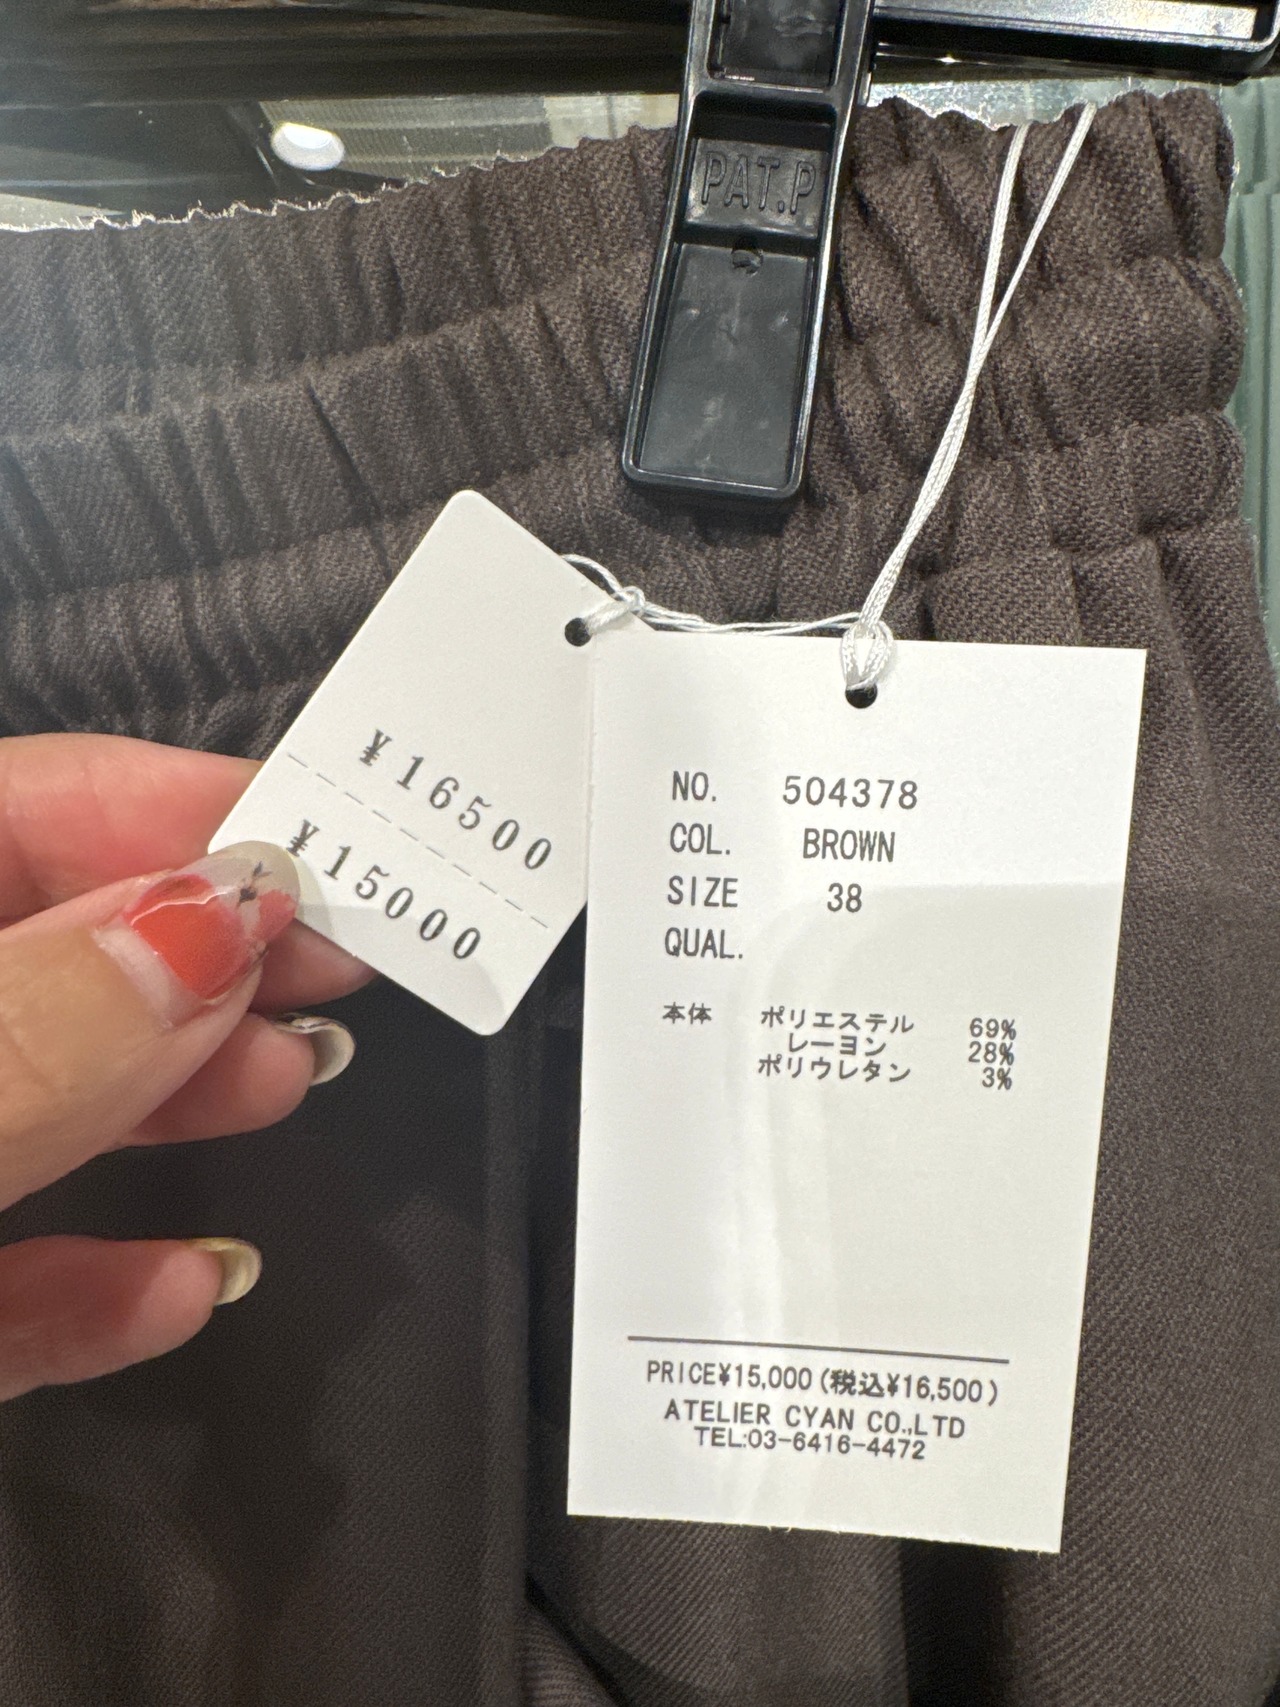 PAT.P
¥16500
¥15000
NO. 504378
COL. BROWN
SIZE 38
QUAL.
本体 ポリエステル 69%
レーヨン 28%
ポリウレタン 3%
PRICE¥15,000(税込¥16,500)
ATELIER CYAN CO.,LTD
TEL:03-6416-4472